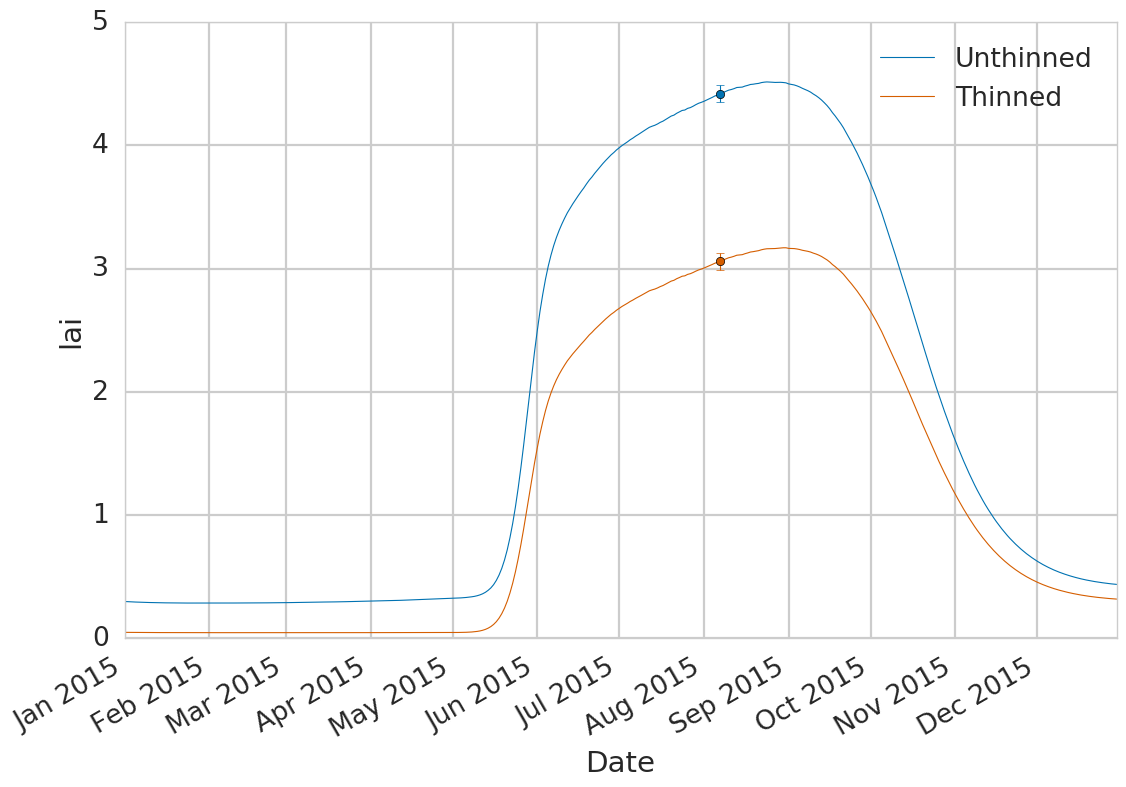 5
4
3
2
1
0
lai
Unthinned
Thinned
Jan 2015
Feb 2015
Mar 2015
Apr 2015
May 2015
Jun 2015
Jul 2015
Aug 2015
Sep 2015
Oct 2015
Nov 2015
Dec 2015
Date